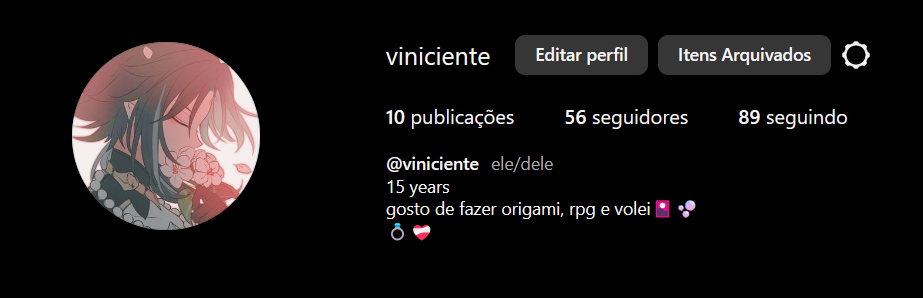 viniciente Editar perfil Itens Arquivados
10 publicações 56 seguidores 89 seguindo
@viniciente ele/dele
15 years
gosto de fazer origami, rpg e volei 🎴 🫧
💍 ❤️‍🩹